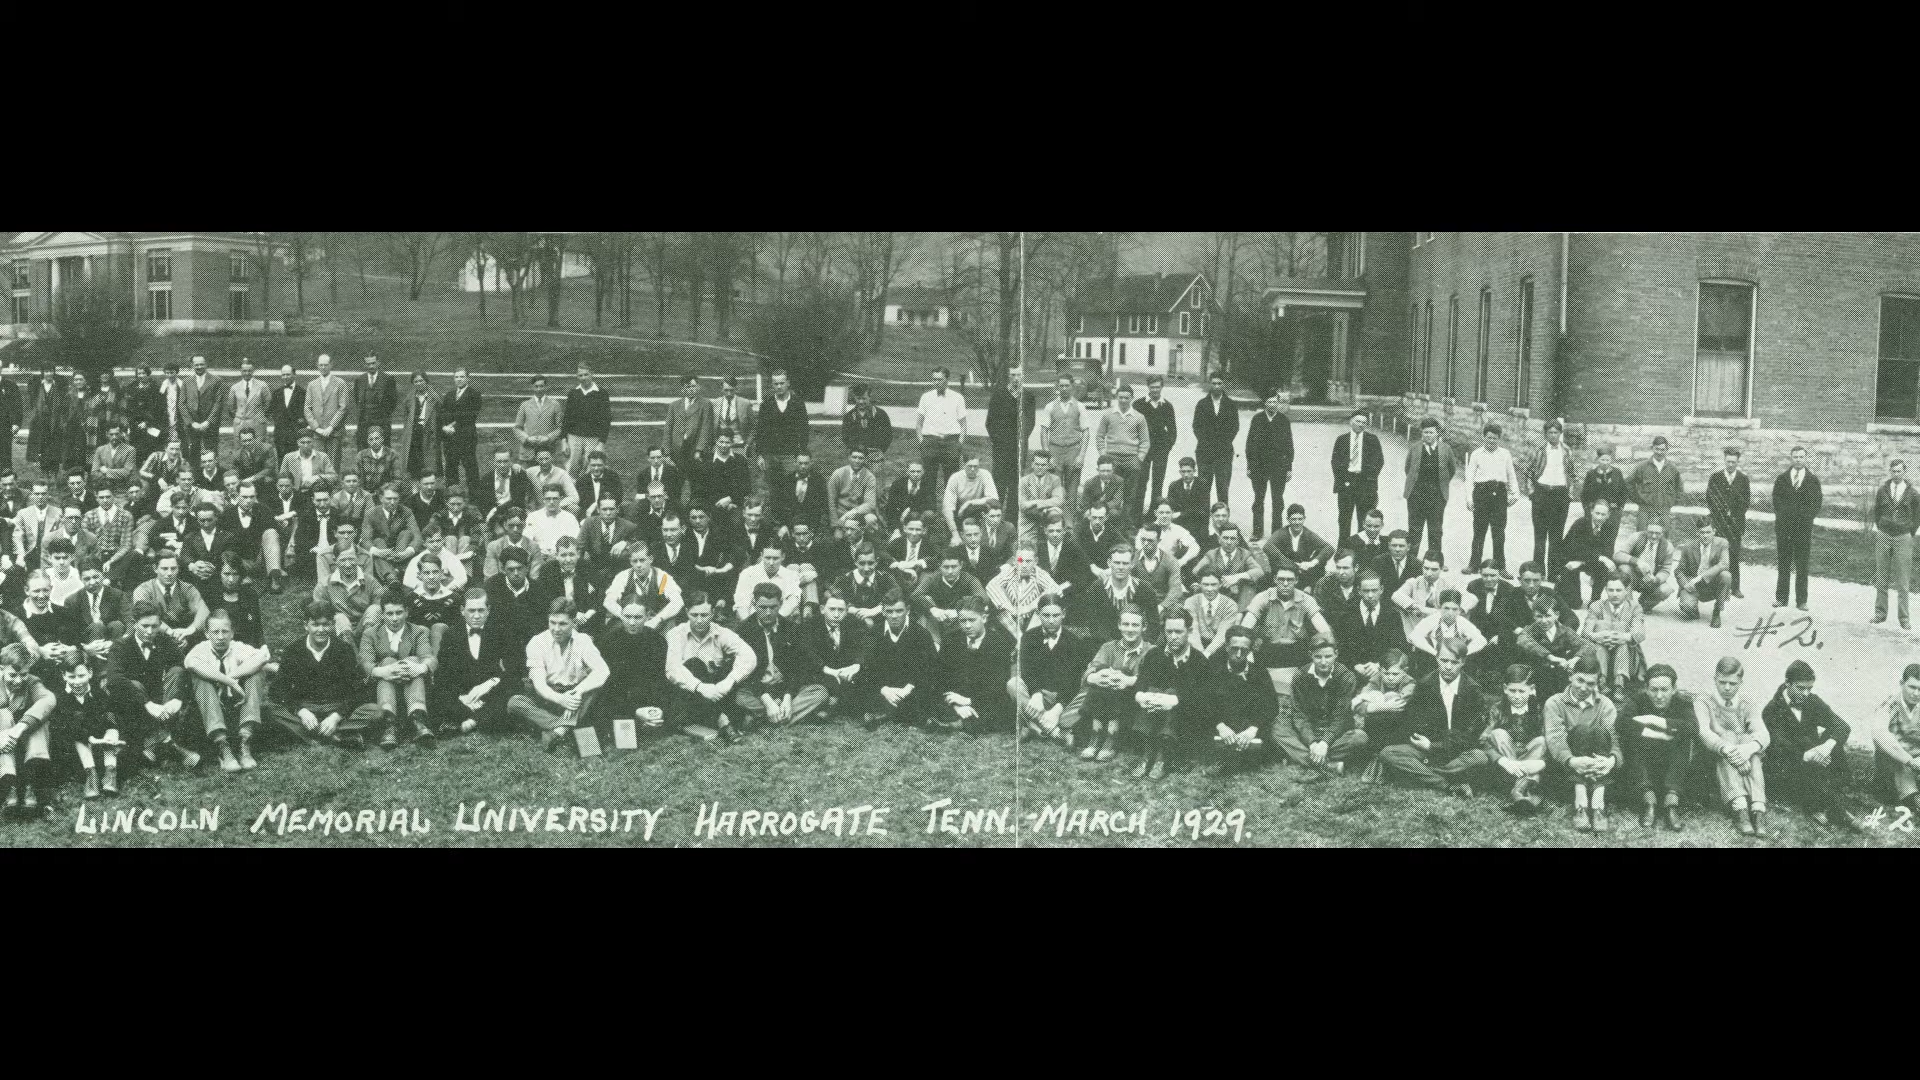 #2.
LINCOLN MEMORIAL UNIVERSITY HARROGATE TENN.-MARCH 1929.
#2